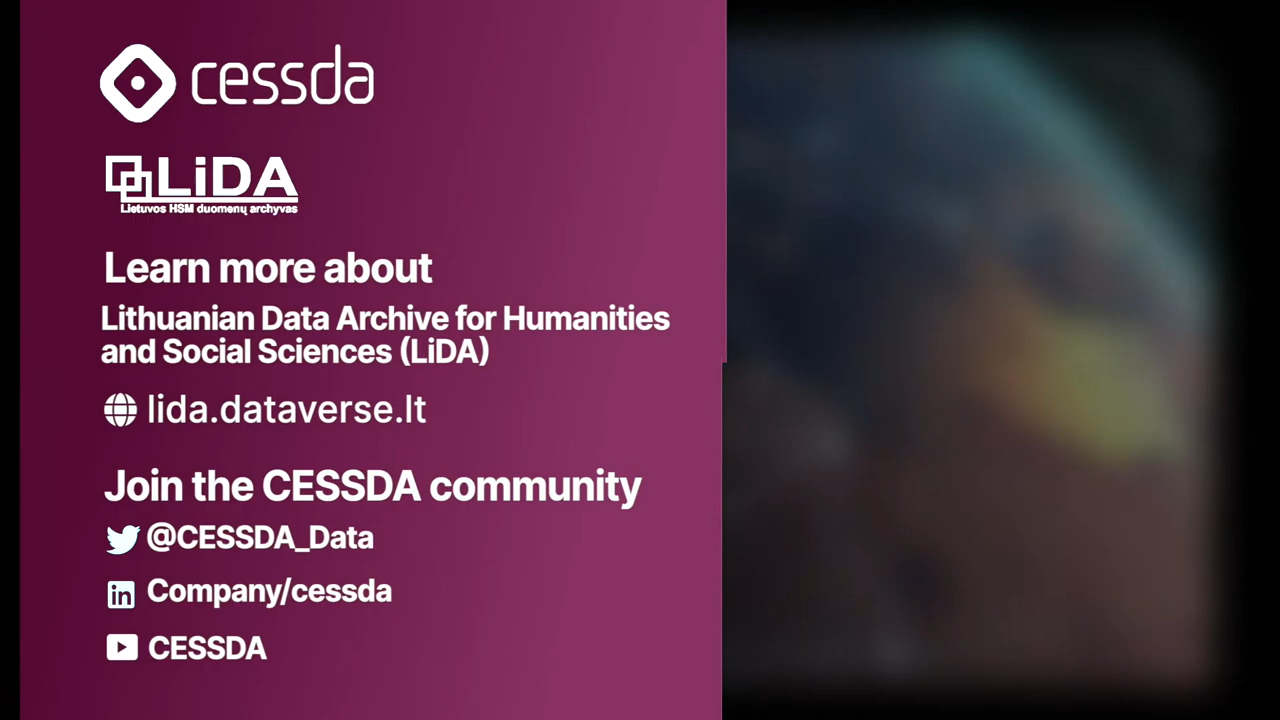 cessda
LiDA
Lietuvos HSM duomenų archyvas
Learn more about
Lithuanian Data Archive for Humanities
and Social Sciences (LiDA)
lida.dataverse.lt
Join the CESSDA community
@CESSDA_Data
in
Company/cessda
CESSDA